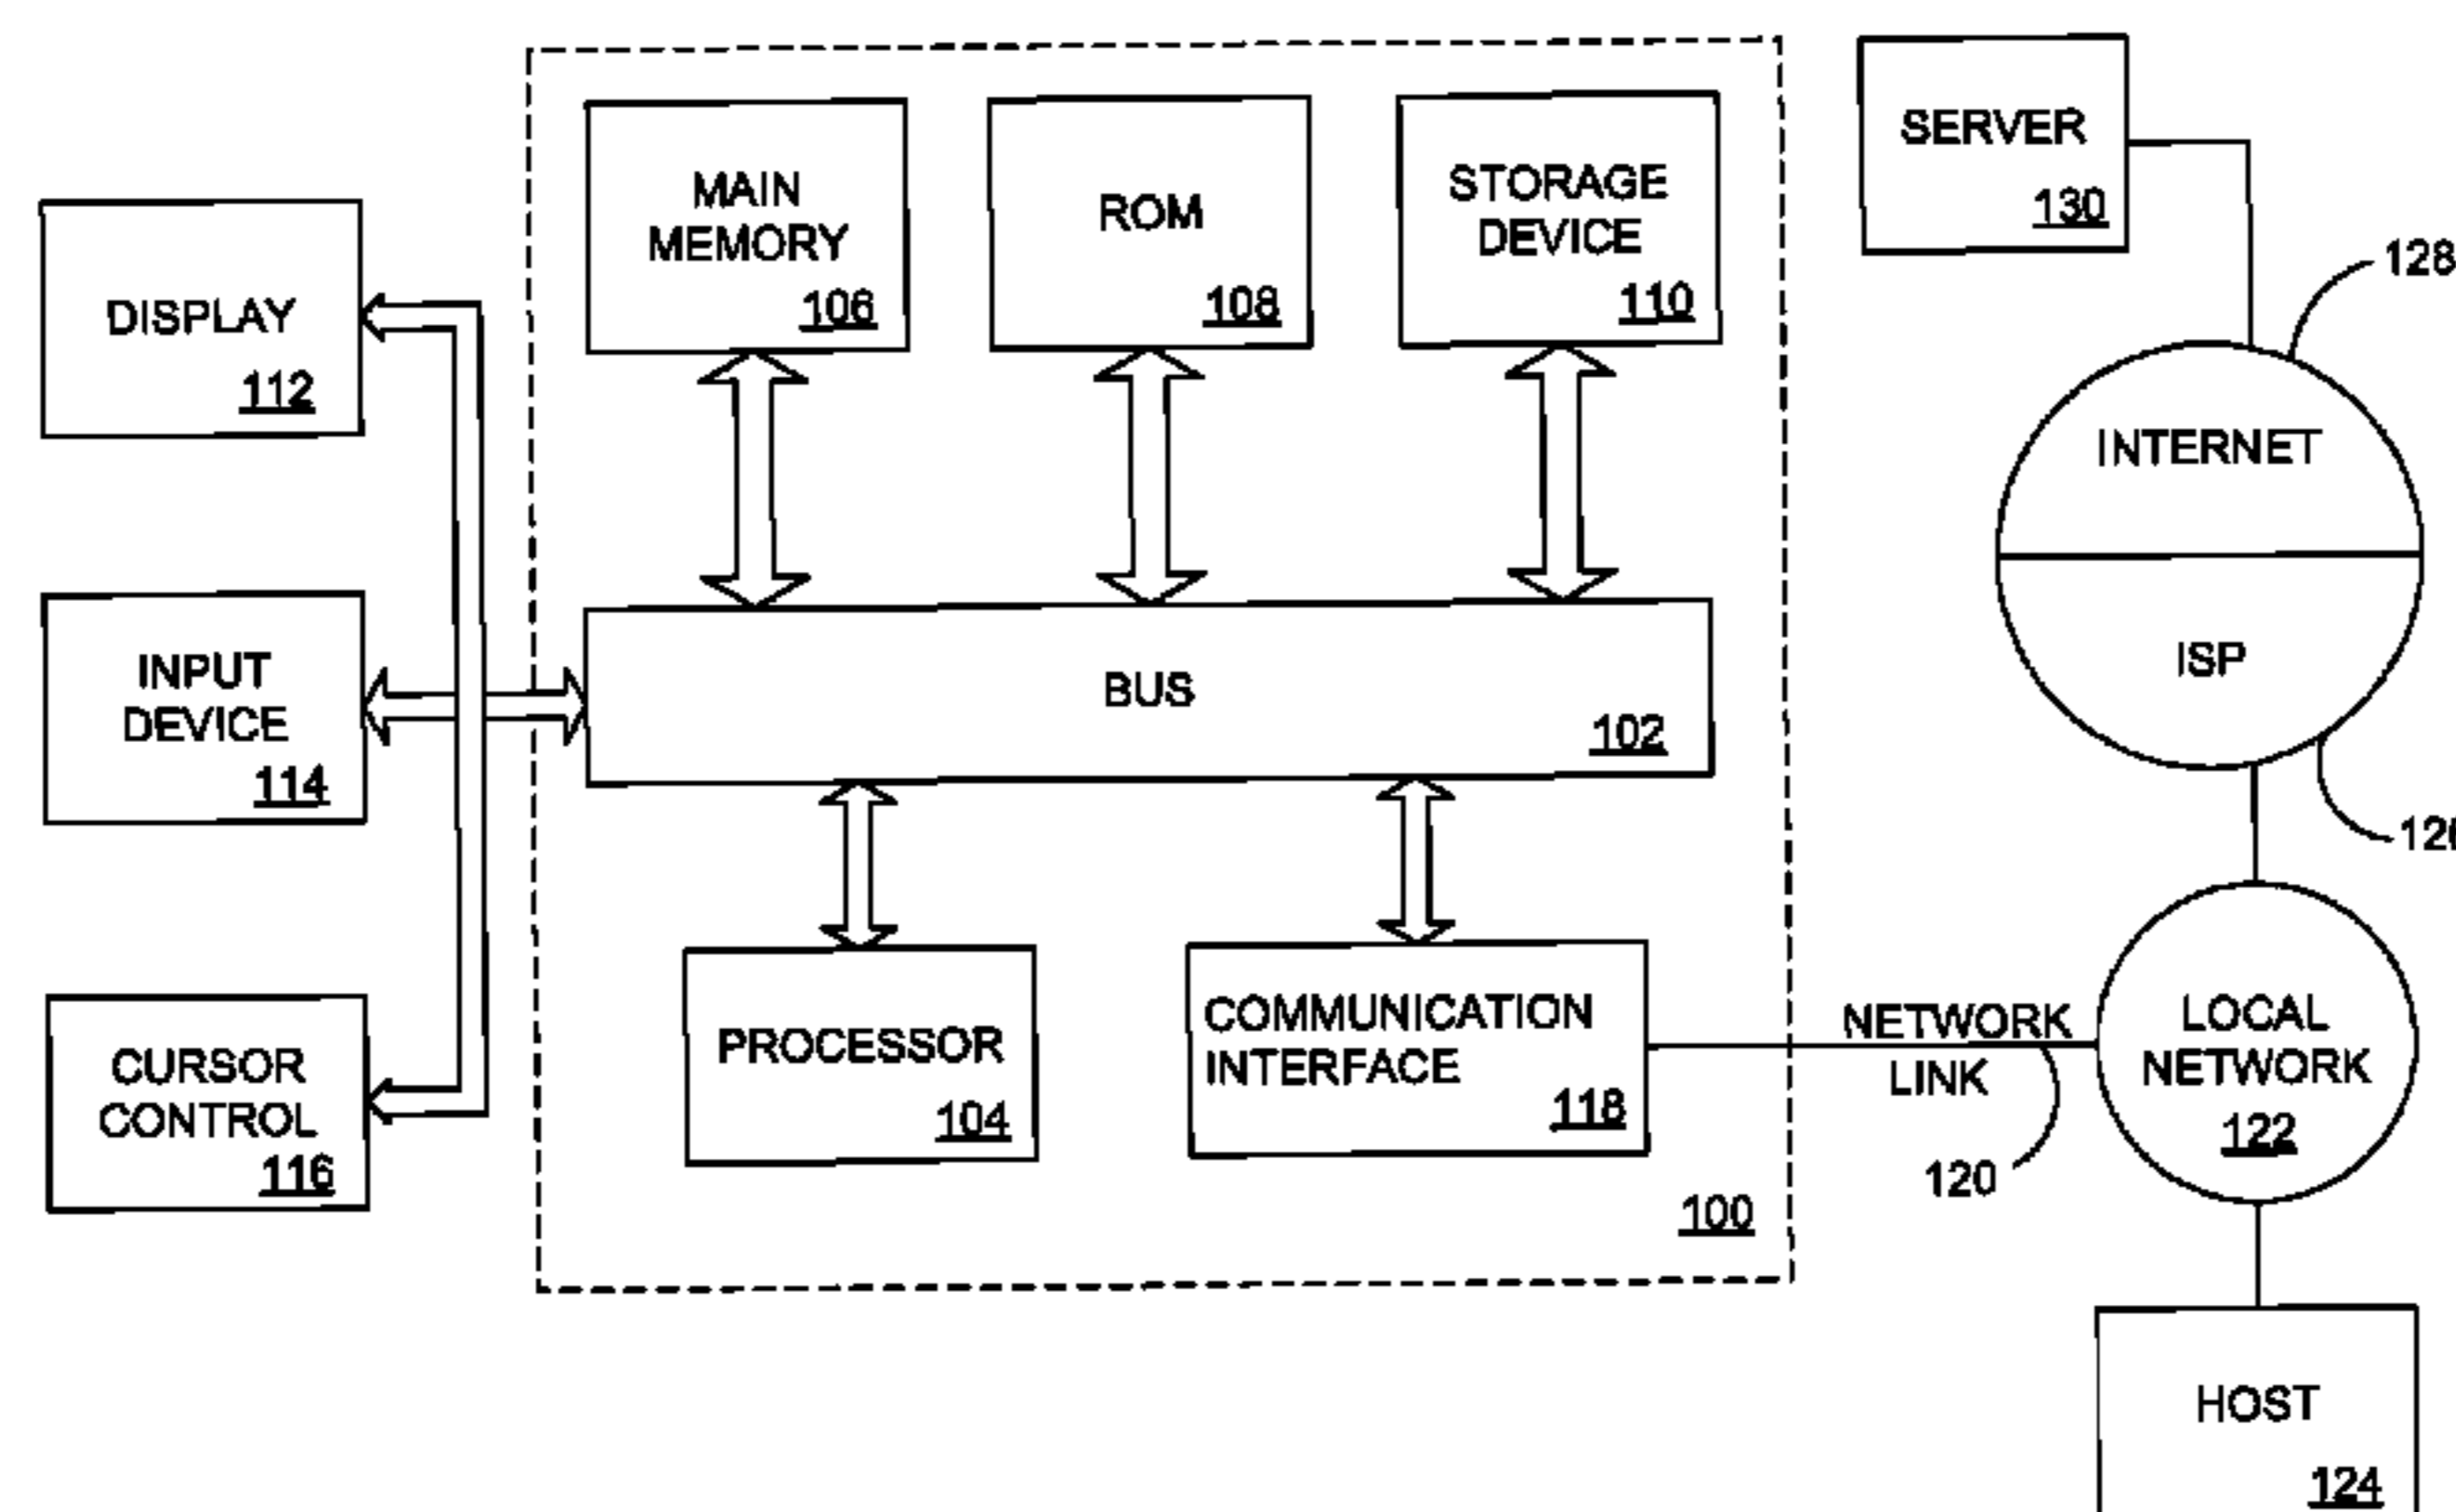 MAIN
MEMORY
106
ROM
108
STORAGE
DEVICE
110
SERVER
130
128
DISPLAY
112
INTERNET
ISP
INPUT
DEVICE
114
BUS
102
CURSOR
CONTROL
116
PROCESSOR
104
COMMUNICATION
INTERFACE
118
NETWORK
LINK
120
LOCAL
NETWORK
122
100
HOST
124